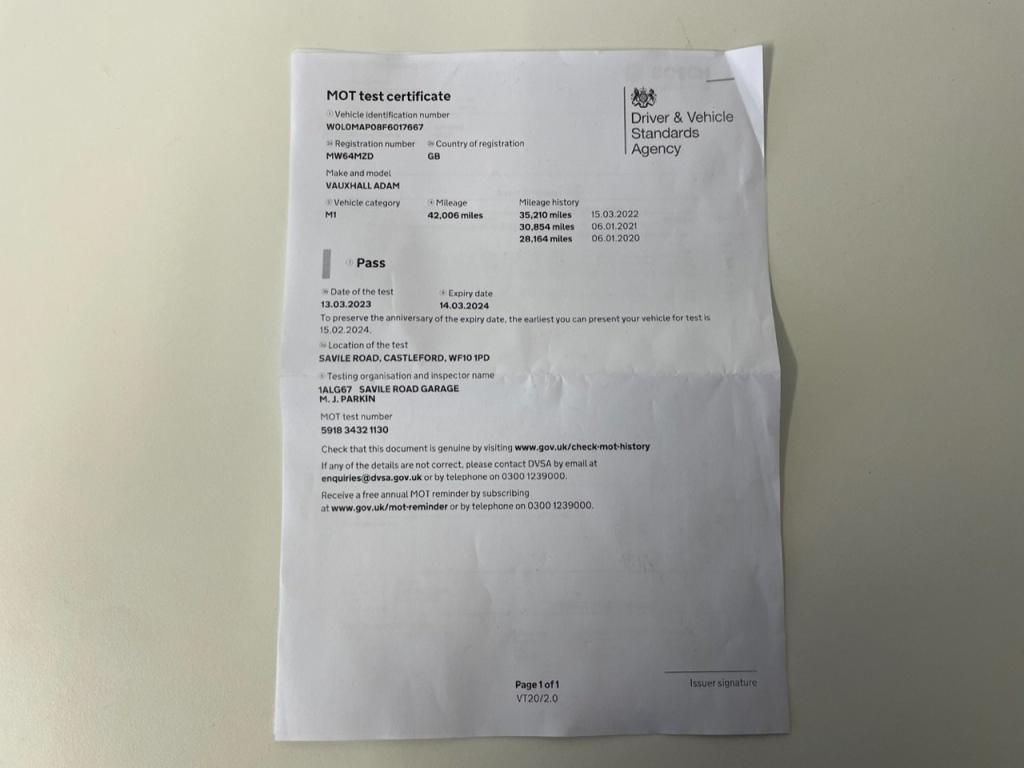 MOT test certificate
Driver & Vehicle
Standards
Agency
Vehicle identification number
W0L0MAP08F6017667
Registration number Country of registration
MW64MZD GB
Make and model
VAUXHALL ADAM
Vehicle category Mileage Mileage history
M1 42,006 miles 35,210 miles 15.03.2022
30,854 miles 06.01.2021
28,164 miles 06.01.2020
Pass
Date of the test Expiry date
13.03.2023 14.03.2024
To preserve the anniversary of the expiry date, the earliest you can present your vehicle for test is
15.02.2024.
Location of the test
SAVILE ROAD, CASTLEFORD, WF10 1PD
Testing organisation and inspector name
1ALG67 SAVILE ROAD GARAGE
M. J. PARKIN
MOT test number
5918 3432 1130
Check that this document is genuine by visiting www.gov.uk/check-mot-history
If any of the details are not correct, please contact DVSA by email at
enquiries@dvsa.gov.uk or by telephone on 0300 1239000.
Receive a free annual MOT reminder by subscribing
at www.gov.uk/mot-reminder or by telephone on 0300 1239000.
Issuer signature
Page 1 of 1
VT20/2.0